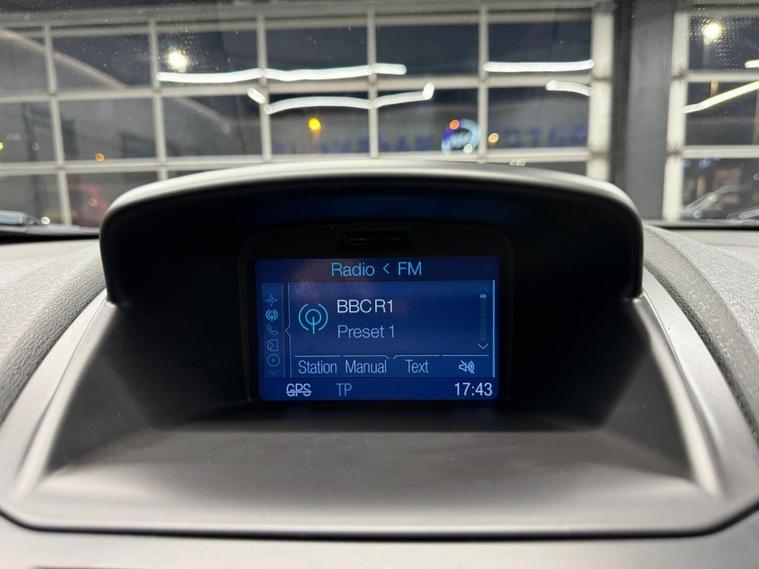 Radio < FM
BBC R1
Preset 1
Station Manual Text
GPS TP 17:43